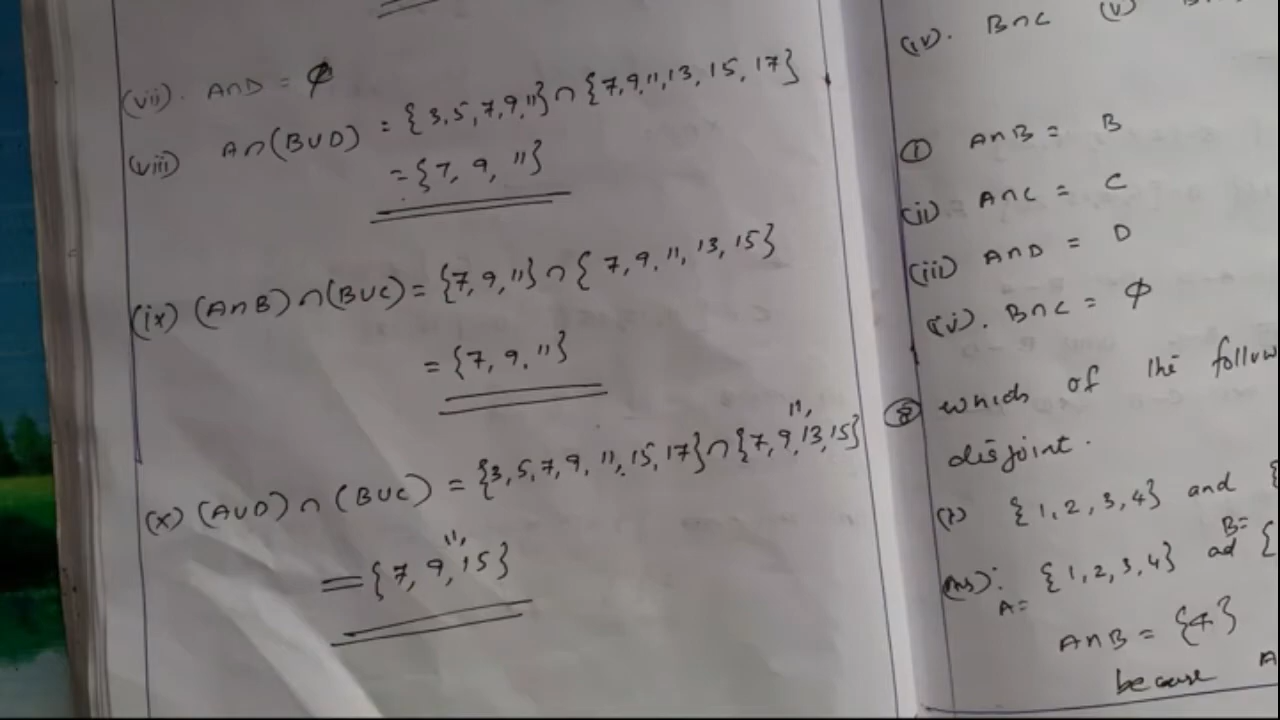 (vii). A∩D = φ
(viii) A∩(B∪D) = {3,5,7,9,11}∩{7,9,11,13,15,17}
= {7, 9, 11}
(ix) (A∩B)∩(B∪C) = {7,9,11}∩{7,9,11,13,15}
= {7,9,11}
(x) (A∪D)∩(B∪C) = {3,5,7,9,11,15,17}∩{7,9,11,13,15}
= {7,9,11,15}
(iv). B∩C (v)
(i) A∩B = B
(ii) A∩C = C
(iii) A∩D = D
(iv). B∩C = φ
(8) which of the follow
disjoint.
(i) {1,2,3,4} and {
(Ans): A= {1,2,3,4} ad B= {
A∩B = {4}
because A